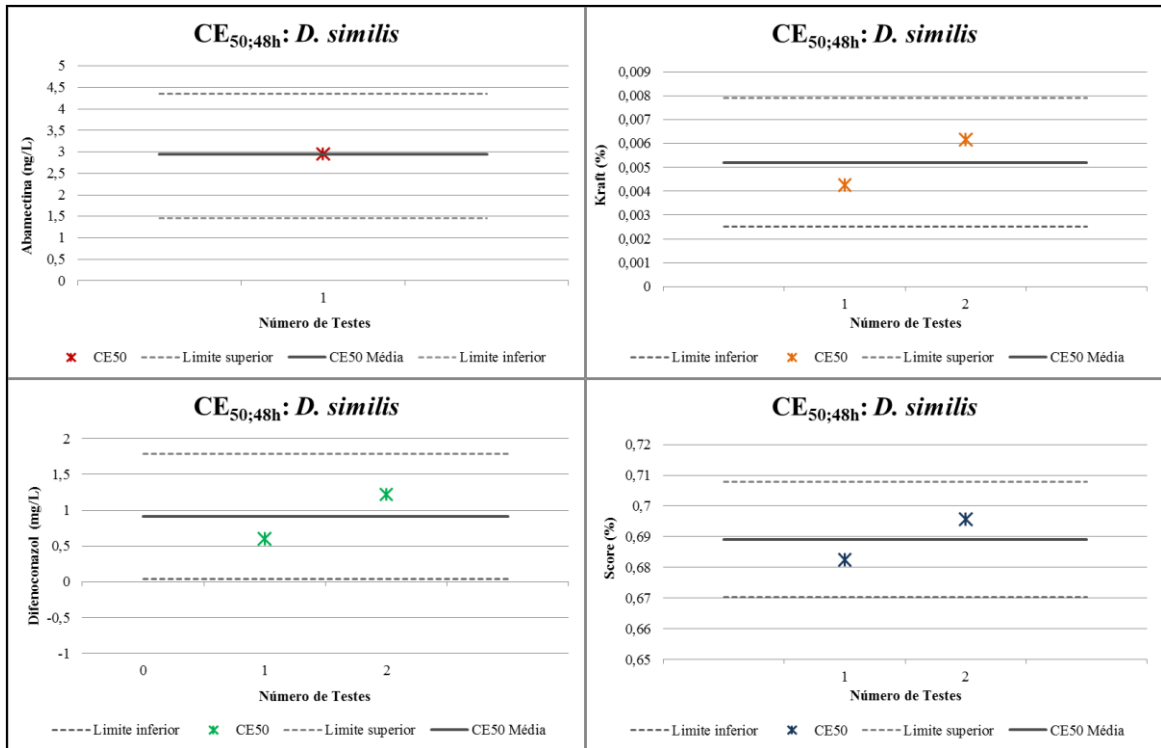 CE50;48h: D. similis
5
4,5
4
3,5
3
2,5
2
1,5
1
0,5
0
Abamectina (ng/L)
1
Número de Testes
CE50 Limite superior CE50 Média Limite inferior
CE50;48h: D. similis
0,009
0,008
0,007
0,006
0,005
0,004
0,003
0,002
0,001
0
Kraft (%)
1 2
Número de Testes
Limite inferior CE50 Limite superior CE50 Média
CE50;48h: D. similis
2
1,5
1
0,5
0
-0,5
-1
Difenoconazol (mg/L)
0 1 2
Número de Testes
Limite inferior CE50 Limite superior CE50 Média
CE50;48h: D. similis
0,72
0,71
0,7
0,69
0,68
0,67
0,66
0,65
Score (%)
1 2
Número de Testes
Limite inferior CE50 Limite superior CE50 Média